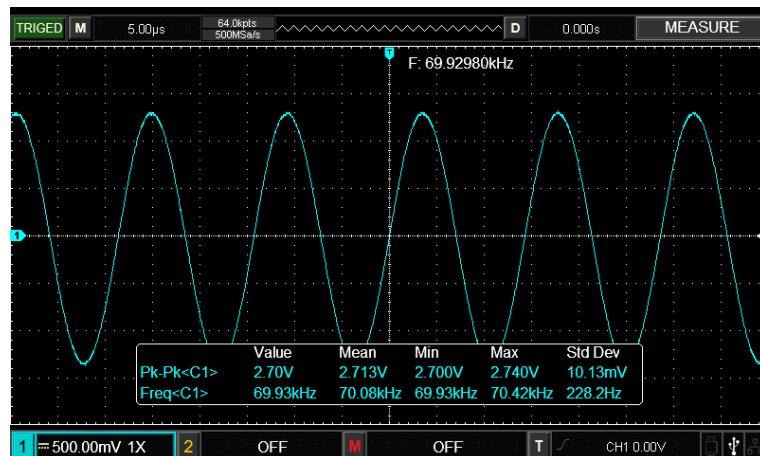 TRIGED M 5.00µs 64.0kpts 500MSa/s D 0.000s MEASURE
T
F: 69.92980kHz
1
Value Mean Min Max Std Dev
Pk-Pk<C1> 2.70V 2.713V 2.700V 2.740V 10.13mV
Freq<C1> 69.93kHz 70.08kHz 69.93kHz 70.42kHz 228.2Hz
1 500.00mV 1X 2 OFF M OFF T CH1 0.00V